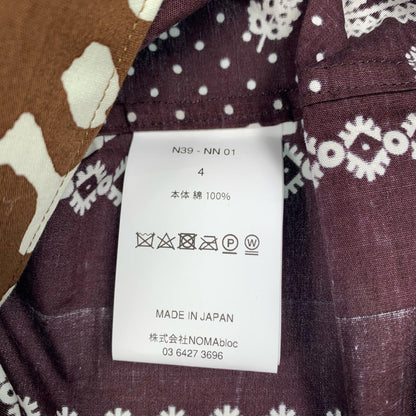 N39 - NN 01
4
本体 綿 100%
P W
MADE IN JAPAN
株式会社NOMAbloc
03 6427 3696